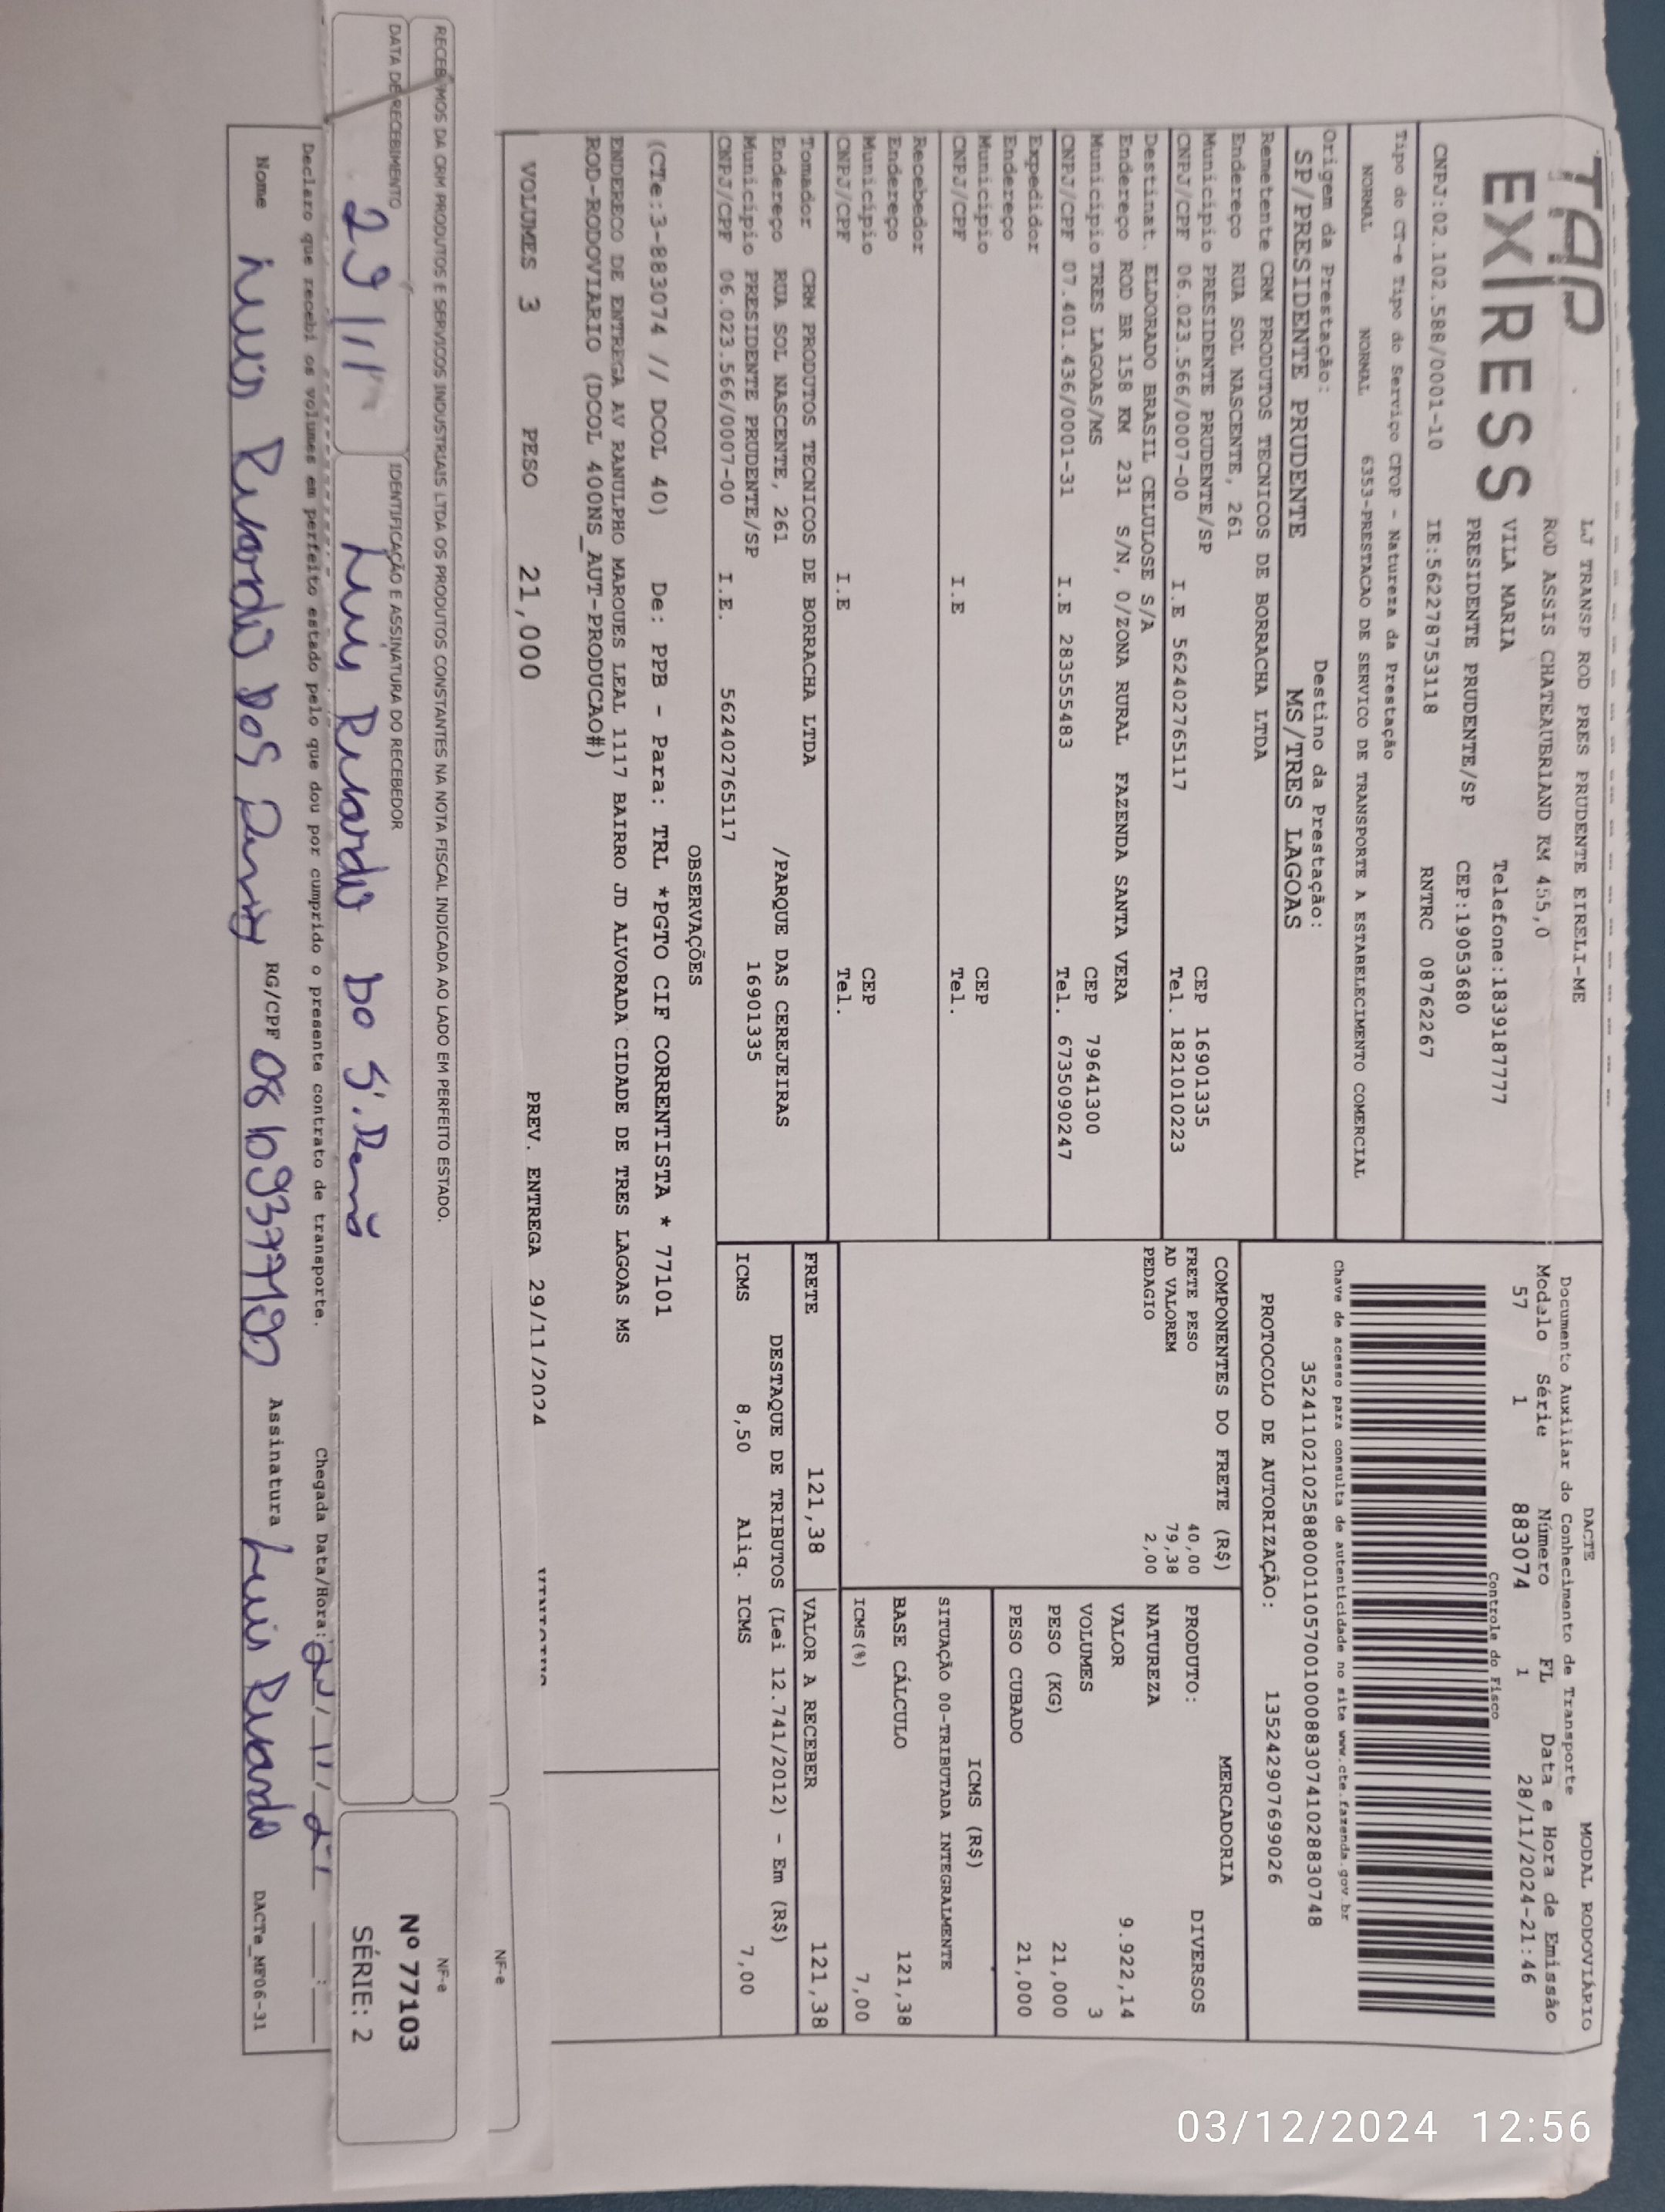 TAP
EX|RESS
LJ TRANSP ROD PRES PRUDENTE EIRELI-ME
ROD ASSIS CHATEAUBRIAND KM 455,0
VILA MARIA Telefone:1839187777
PRESIDENTE PRUDENTE/SP CEP:19053680
CNPJ:02.102.588/0001-10 IE:562278753118 RNTRC 08762267
DACTE MODAL RODOVIÁRIO
Documento Auxiliar do Conhecimento de Transporte
Modalo Série Número FL Data e Hora de Emissão
57 1 883074 1 28/11/2024-21:46
Controle do Fisco
Tipo do CT-e Tipo do Serviço CFOP - Natureza da Prestação
NORMAL NORMAL 6353-PRESTACAO DE SERVICO DE TRANSPORTE A ESTABELECIMENTO COMERCIAL
Chave de acesso para consulta de autenticidade no site www.cte.fazenda.gov.br
Origem da Prestação: Destino da Prestação:
SP/PRESIDENTE PRUDENTE MS/TRES LAGOAS
PROTOCOLO DE AUTORIZAÇÃO: 135242907699026
Remetente CRM PRODUTOS TECNICOS DE BORRACHA LTDA
Endereço RUA SOL NASCENTE, 261
Município PRESIDENTE PRUDENTE/SP CEP 16901335
CNPJ/CPF 06.023.566/0007-00 I.E 562402765117 Tel. 1821010223
Destinat. ELDORADO BRASIL CELULOSE S/A
Endereço ROD BR 158 KM 231 S/N, 0/ZONA RURAL FAZENDA SANTA VERA
Municipio TRES LAGOAS/MS CEP 79641300
CNPJ/CPF 07.401.436/0001-31 I.E 283555483 Tel. 6735090247
Expedidor
Endereço
Município CEP
CNPJ/CPF I.E Tel.
Recebedor
Endereço
Município CEP
CNPJ/CPF I.E Tel.
Tomador CRM PRODUTOS TECNICOS DE BORRACHA LTDA
Endereço RUA SOL NASCENTE, 261 /PARQUE DAS CEREJEIRAS
Município PRESIDENTE PRUDENTE/SP 16901335
CNPJ/CPF 06.023.566/0007-00 I.E. 562402765117
COMPONENTES DO FRETE (R$)
FRETE PESO 40,00
AD VALOREM 79,38
PEDAGIO 2,00
MERCADORIA
PRODUTO: DIVERSOS
NATUREZA
VALOR 9.922,14
VOLUMES 3
PESO (KG) 21,000
PESO CUBADO 21,000
ICMS (R$)
SITUAÇÃO 00-TRIBUTADA INTEGRALMENTE
BASE CÁLCULO 121,38
ICMS(%) 7,00
FRETE 121,38 VALOR A RECEBER 121,38
DESTAQUE DE TRIBUTOS (Lei 12.741/2012) - Em (R$)
ICMS 8,50 Aliq. ICMS 7,00
OBSERVAÇÕES
(CTe:3-883074 // DCOL 40) De: PPB - Para: TRL *PGTO CIF CORRENTISTA * 77101
ENDERECO DE ENTREGA AV RANULPHO MARQUES LEAL 1117 BAIRRO JD ALVORADA CIDADE DE TRES LAGOAS MS
ROD-RODOVIARIO (DCOL 400NS_AUT-PRODUCAO#)
VOLUMES 3 PESO 21,000 PREV. ENTREGA 29/11/2024
NF-e
RECEBEMOS DA CRM PRODUTOS E SERVICOS INDUSTRIAIS LTDA OS PRODUTOS CONSTANTES NA NOTA FISCAL INDICADA AO LADO EM PERFEITO ESTADO.
DATA DE RECEBIMENTO IDENTIFICAÇÃO E ASSINATURA DO RECEBEDOR
29/11 Luis Ricardo Do
NF-e
Nº 77103
SÉRIE: 2
Declaro que recebi os volumes em perfeito estado pelo que dou por cumprido o presente contrato de transporte. Chegada Data/Hora:
Nome Luis Ricardo Dos RG/CPF Assinatura Luis Ricardo DACTe_MF06-31
03/12/2024 12:56